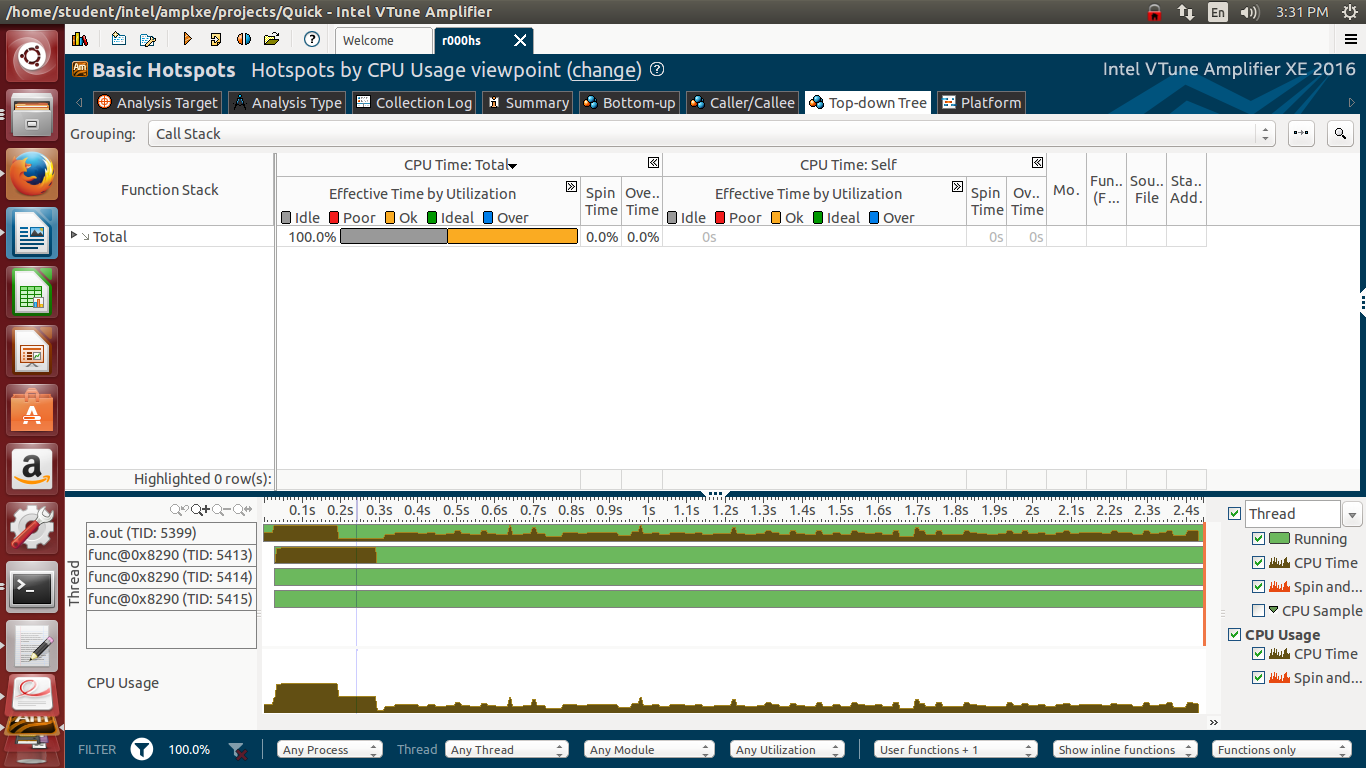 /home/student/intel/amplxe/projects/Quick - Intel VTune Amplifier
En
3:31 PM
Welcome
r000hs
Basic Hotspots Hotspots by CPU Usage viewpoint (change)
Intel VTune Amplifier XE 2016
Analysis Target Analysis Type Collection Log Summary Bottom-up Caller/Callee Top-down Tree Platform
Grouping: Call Stack
Function Stack
CPU Time: Total
CPU Time: Self
Effective Time by Utilization
Idle Poor Ok Ideal Over
Spin Time
Ove.. Time
Effective Time by Utilization
Idle Poor Ok Ideal Over
Spin Time
Ov... Time
Mo.
Fun.. (F...
Sou.. File
Sta.. Add.
Total 100.0% 0.0% 0.0% 0s 0s 0s
Highlighted 0 row(s):
0.1s 0.2s 0.3s 0.4s 0.5s 0.6s 0.7s 0.8s 0.9s 1s 1.1s 1.2s 1.3s 1.4s 1.5s 1.6s 1.7s 1.8s 1.9s 2s 2.1s 2.2s 2.3s 2.4s
Thread
a.out (TID: 5399)
func@0x8290 (TID: 5413)
func@0x8290 (TID: 5414)
func@0x8290 (TID: 5415)
CPU Usage
Thread
Running
CPU Time
Spin and...
CPU Sample
CPU Usage
CPU Time
Spin and...
FILTER 100.0% Any Process Thread Any Thread Any Module Any Utilization User functions + 1 Show inline functions Functions only